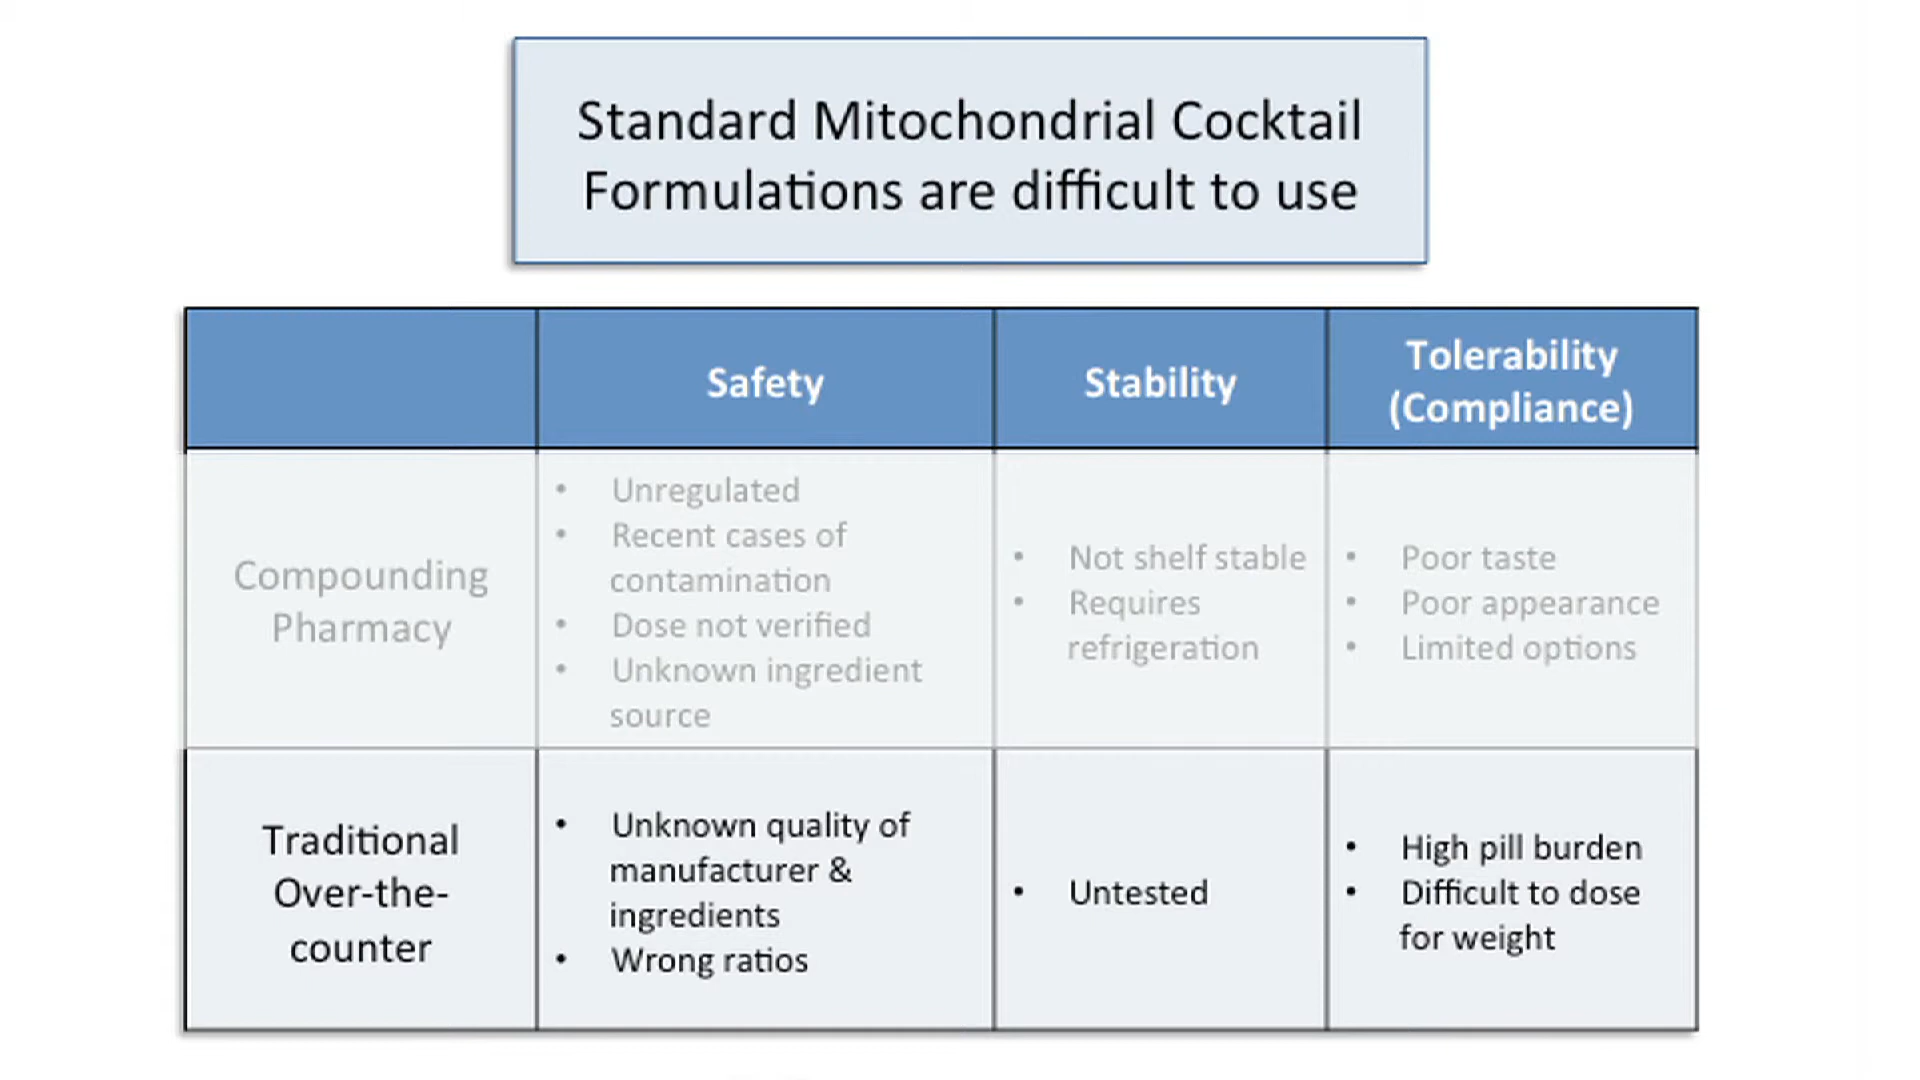 Standard Mitochondrial Cocktail
Formulations are difficult to use
Safety
Stability
Tolerability
(Compliance)
Compounding
Pharmacy
• Unregulated
• Recent cases of
contamination
• Dose not verified
• Unknown ingredient
source
• Not shelf stable
• Requires
refrigeration
• Poor taste
• Poor appearance
• Limited options
Traditional
Over-the-
counter
• Unknown quality of
manufacturer &
ingredients
• Wrong ratios
• Untested
• High pill burden
• Difficult to dose
for weight